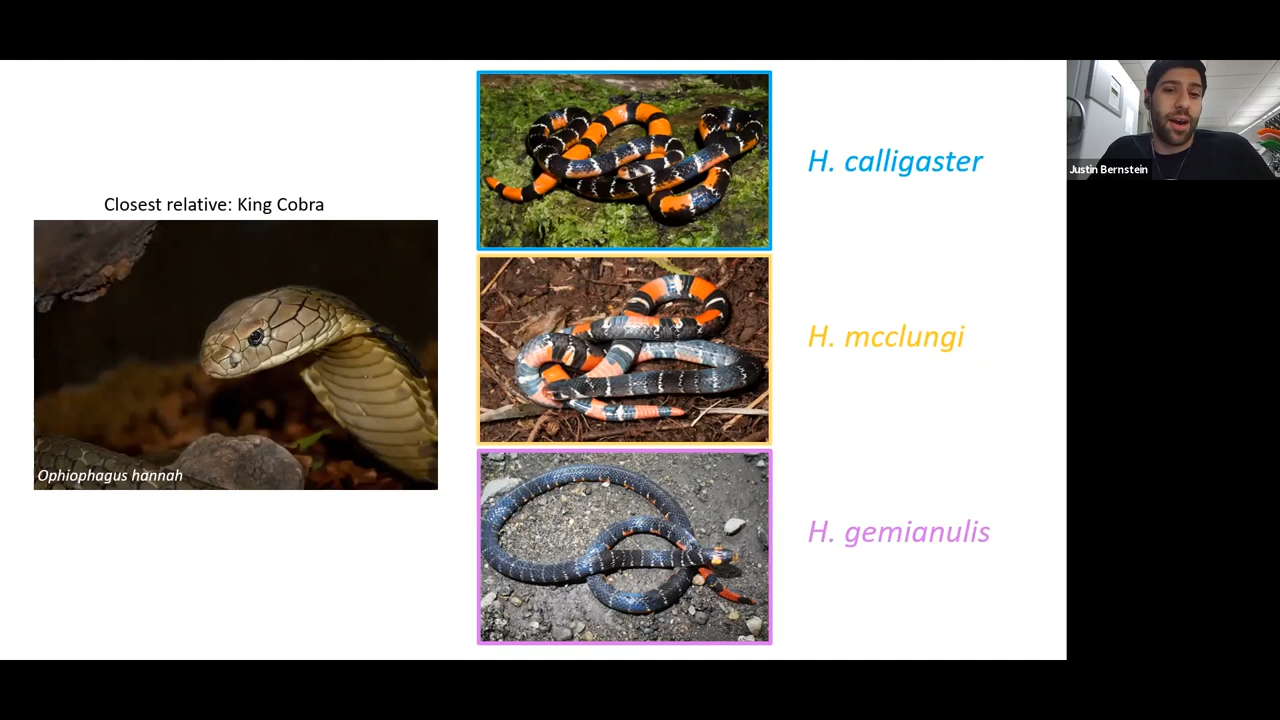 Closest relative: King Cobra
Ophiophagus hannah
H. calligaster
H. mcclungi
H. gemianulis
Justin Bernstein